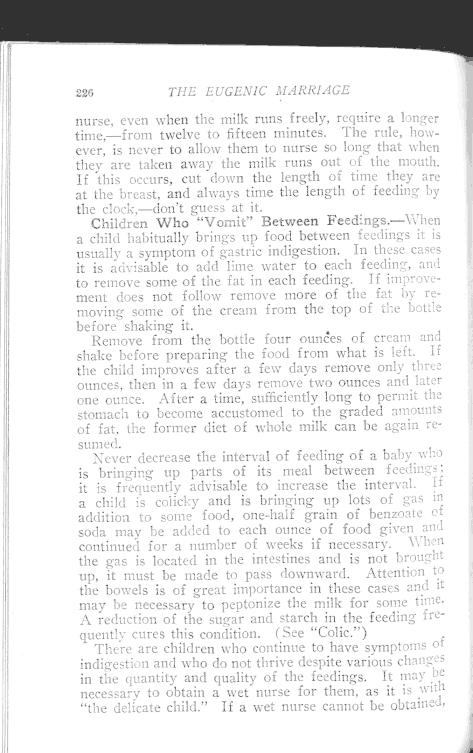 226 THE EUGENIC MARRIAGE
nurse, even when the milk runs freely, require a longer
time,—from twelve to fifteen minutes. The rule, how-
ever, is never to allow them to nurse so long that when
they are taken away the milk runs out of the mouth.
If this occurs, cut down the length of time they are
at the breast, and always time the length of feeding by
the clock,—don't guess at it.
Children Who "Vomit" Between Feedings.—When
a child habitually brings up food between feedings it is
usually a symptom of gastric indigestion. In these cases
it is advisable to add lime water to each feeding, and
to remove some of the fat in each feeding. If improve-
ment does not follow remove more of the fat by re-
moving some of the cream from the top of the bottle
before shaking it.
Remove from the bottle four ounces of cream and
shake before preparing the food from what is left. If
the child improves after a few days remove only three
ounces, then in a few days remove two ounces and later
one ounce. After a time, sufficiently long to permit the
stomach to become accustomed to the graded amounts
of fat, the former diet of whole milk can be again re-
sumed.
Never decrease the interval of feeding of a baby who
is bringing up parts of its meal between feedings;
it is frequently advisable to increase the interval. If
a child is colicky and is bringing up lots of gas in
addition to some food, one-half grain of benzoate of
soda may be added to each ounce of food given and
continued for a number of weeks if necessary. When
the gas is located in the intestines and is not brought
up, it must be made to pass downward. Attention to
the bowels is of great importance in these cases and it
may be necessary to peptonize the milk for some time.
A reduction of the sugar and starch in the feeding fre-
quently cures this condition. (See "Colic.")
There are children who continue to have symptoms of
indigestion and who do not thrive despite various changes
in the quantity and quality of the feedings. It may be
necessary to obtain a wet nurse for them, as it is with
"the delicate child." If a wet nurse cannot be obtained,